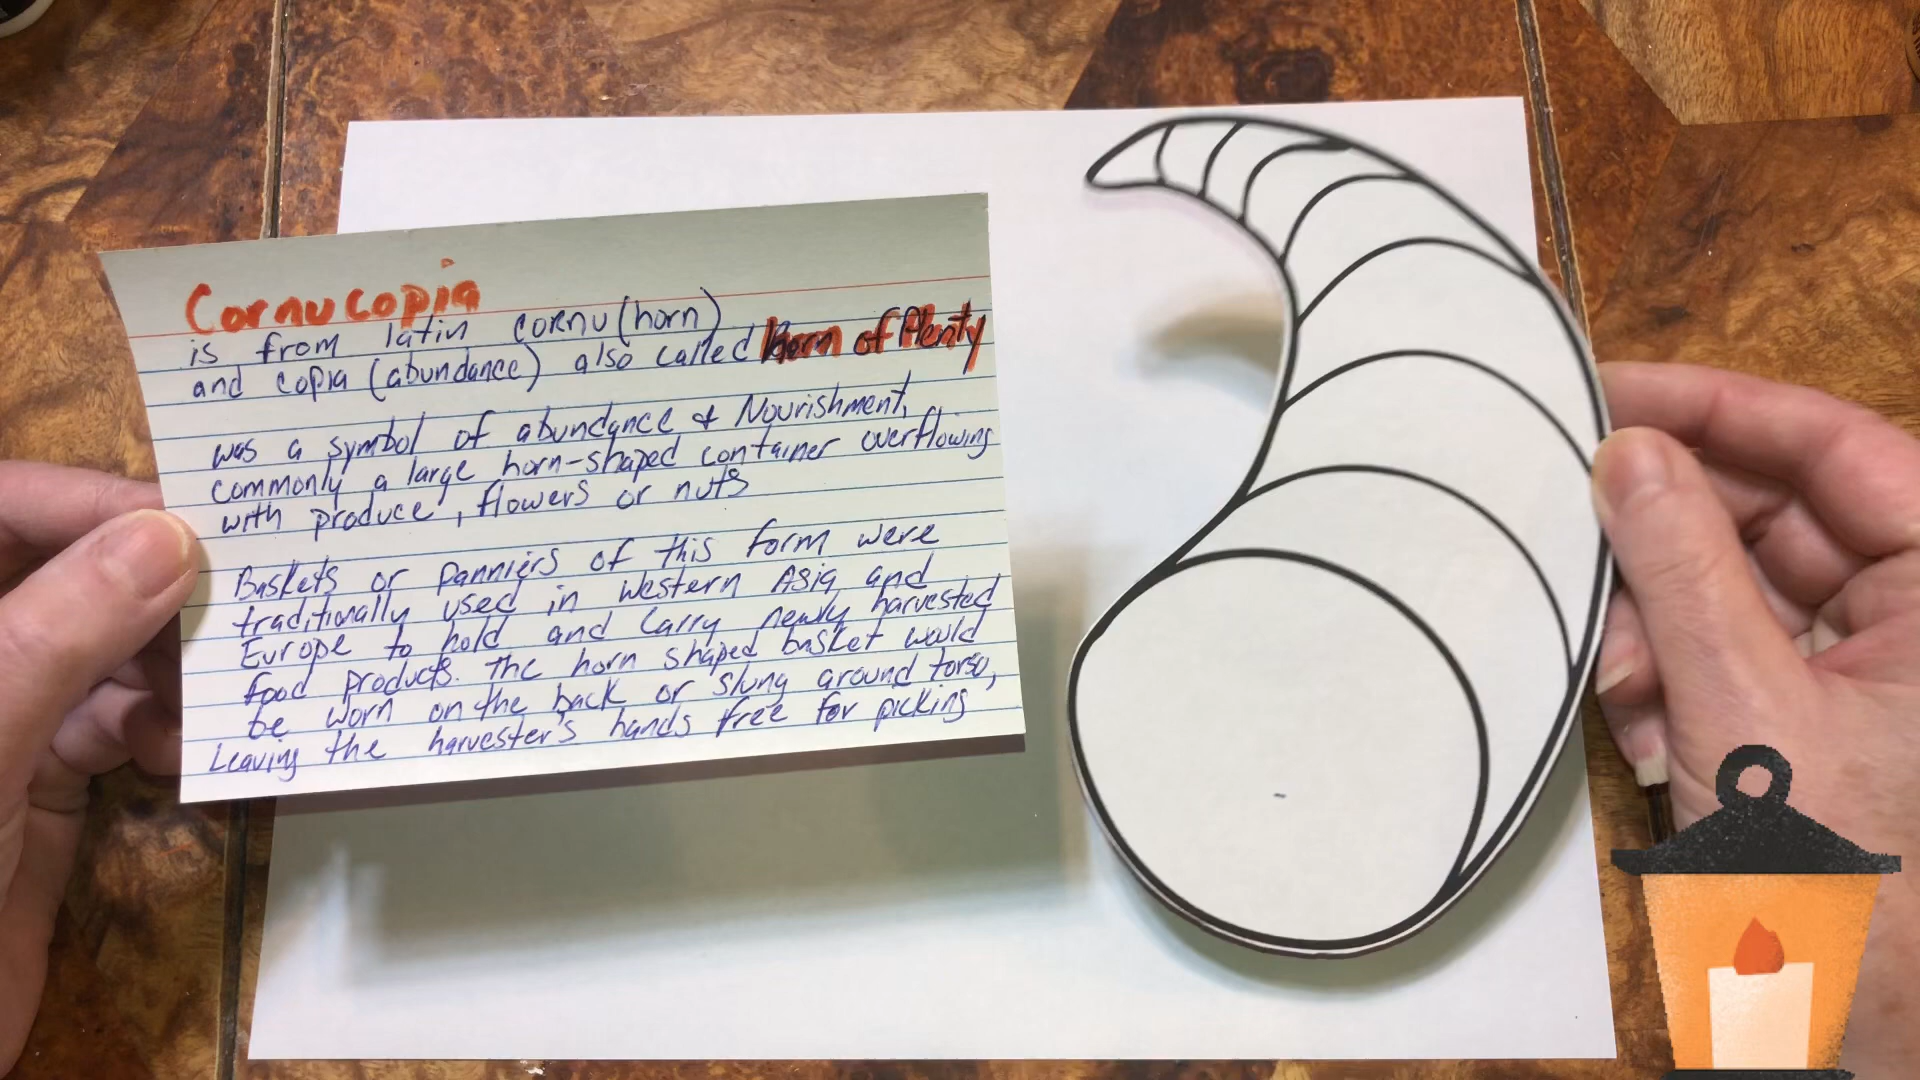 Cornucopia
is from latin cornu (horn)
and copia (abundance) also called Horn of Plenty
was a symbol of abundance & Nourishment,
commonly a large horn-shaped container overflowing
with produce, flowers or nuts
Baskets or panniers of this form were
traditionally used in western Asia and
Europe to hold and carry newly harvested
food products. The horn shaped basket would
be worn on the back or slung around torso,
Leaving the harvester's hands free for picking